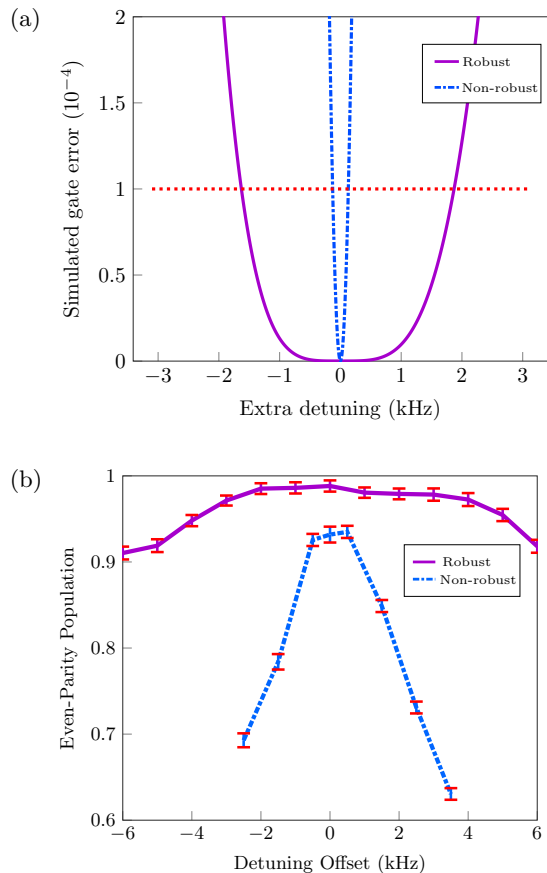 (a)
2
1.5
1
0.5
0
Simulated gate error (10⁻⁴)
Robust
Non-robust
−3 −2 −1 0 1 2 3
Extra detuning (kHz)
(b)
1
0.9
0.8
0.7
0.6
Even-Parity Population
Robust
Non-robust
−6 −4 −2 0 2 4 6
Detuning Offset (kHz)